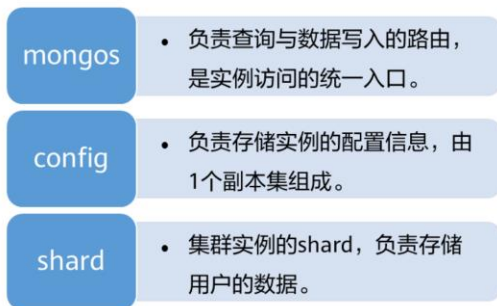 mongos
• 负责查询与数据写入的路由，
是实例访问的统一入口。
config
• 负责存储实例的配置信息，由
1个副本集组成。
shard
• 集群实例的shard，负责存储
用户的数据。